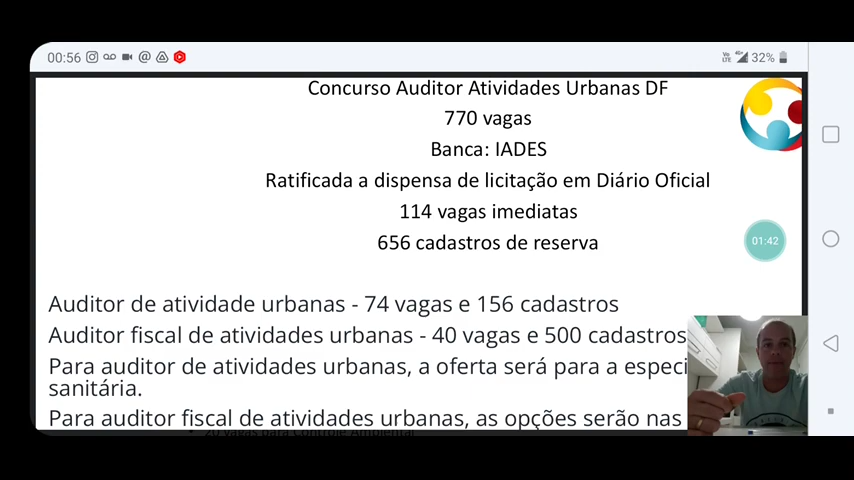 00:56
32%
Concurso Auditor Atividades Urbanas DF
770 vagas
Banca: IADES
Ratificada a dispensa de licitação em Diário Oficial
114 vagas imediatas
656 cadastros de reserva
01:42
Auditor de atividade urbanas - 74 vagas e 156 cadastros
Auditor fiscal de atividades urbanas - 40 vagas e 500 cadastros
Para auditor de atividades urbanas, a oferta será para a especi
sanitária.
Para auditor fiscal de atividades urbanas, as opções serão nas